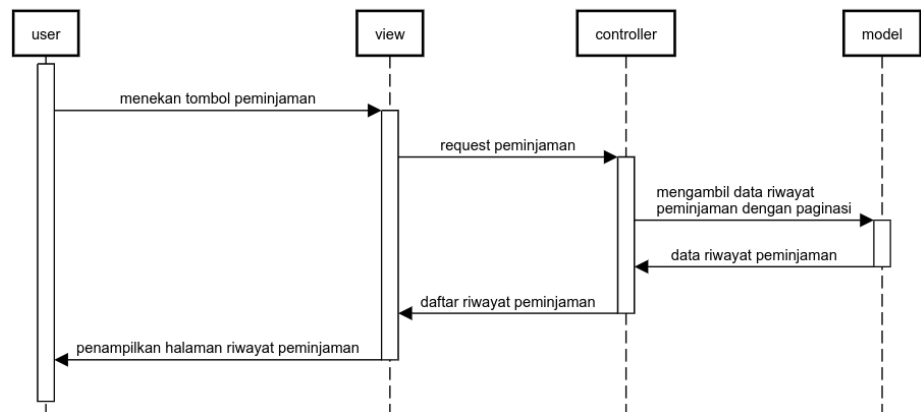 user
view
controller
model
menekan tombol peminjaman
request peminjaman
mengambil data riwayat
peminjaman dengan paginasi
data riwayat peminjaman
daftar riwayat peminjaman
penampilkan halaman riwayat peminjaman